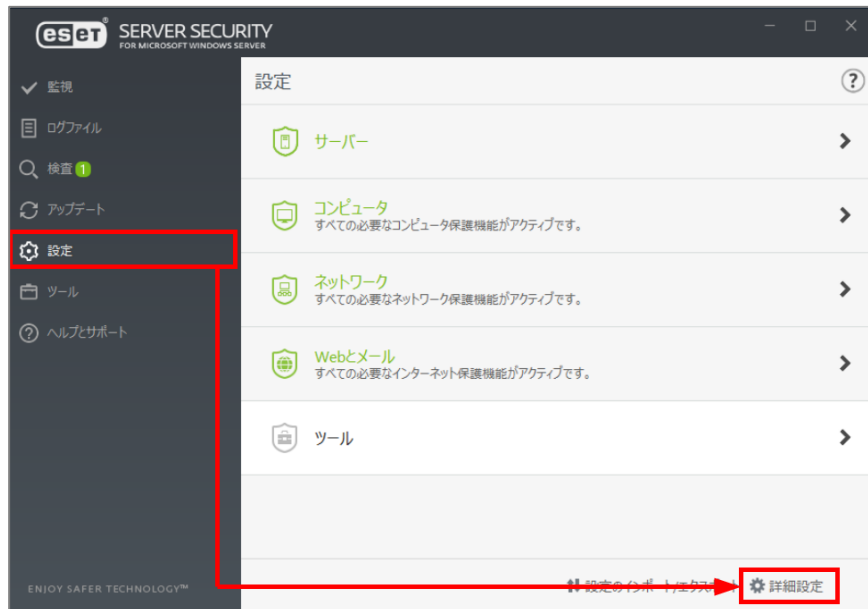 eset SERVER SECURITY
FOR MICROSOFT WINDOWS SERVER
監視
ログファイル
検査 1
アップデート
設定
ツール
ヘルプとサポート
ENJOY SAFER TECHNOLOGY™
設定
?
サーバー
コンピュータ
すべての必要なコンピュータ保護機能がアクティブです。
ネットワーク
すべての必要なネットワーク保護機能がアクティブです。
Webとメール
すべての必要なインターネット保護機能がアクティブです。
ツール
設定のインポート/エクスポート
詳細設定